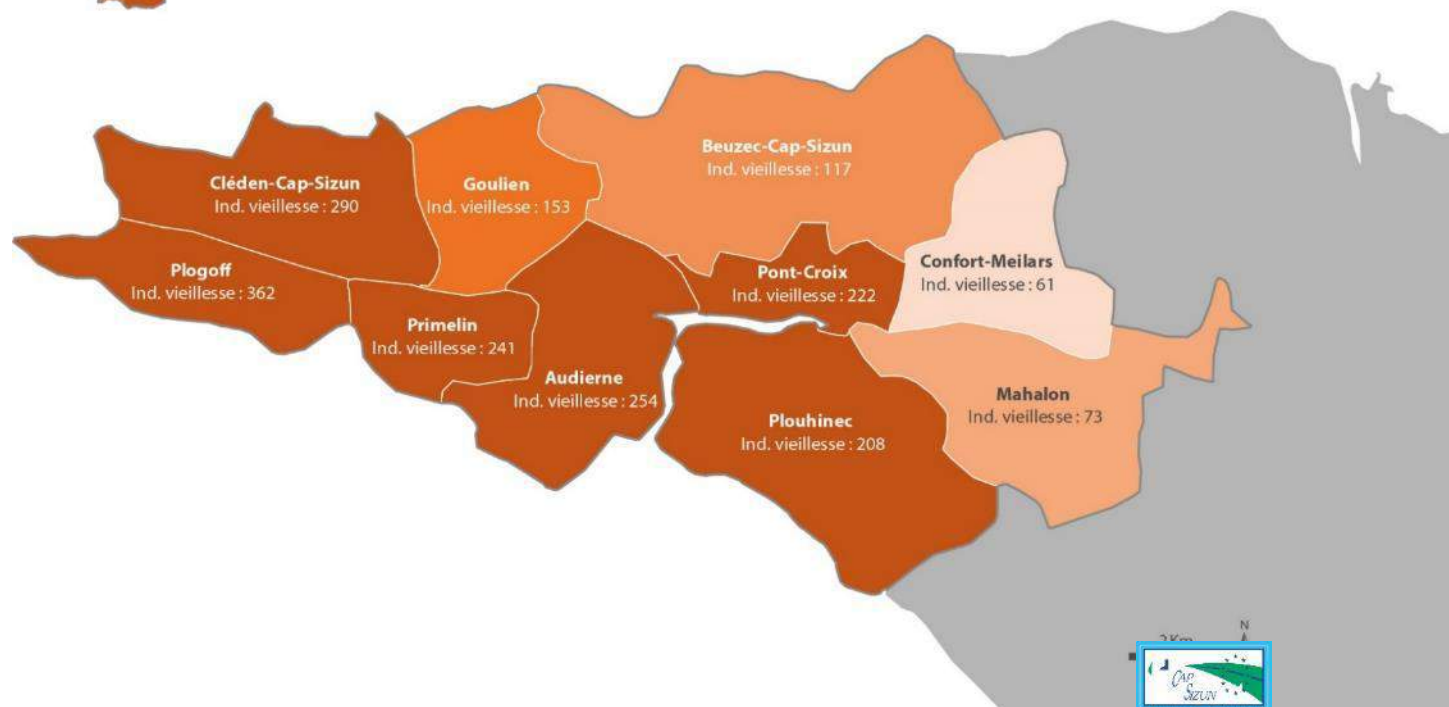 Beuzec-Cap-Sizun
Ind. vieillesse : 117
Cléden-Cap-Sizun
Ind. vieillesse : 290
Goulien
Ind. vieillesse : 153
Plogoff
Ind. vieillesse : 362
Pont-Croix
Ind. vieillesse : 222
Confort-Meilars
Ind. vieillesse : 61
Primelin
Ind. vieillesse : 241
Audierne
Ind. vieillesse : 254
Mahalon
Ind. vieillesse : 73
Plouhinec
Ind. vieillesse : 208
N
2 Km
CAP
SIZUN